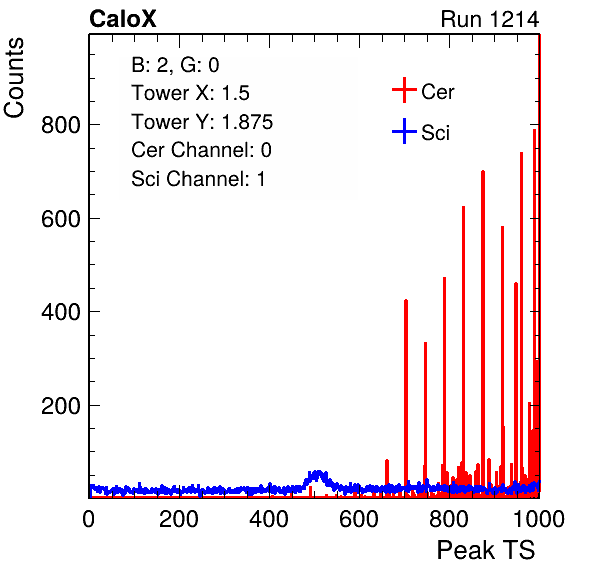 CaloX Run 1214
Counts
B: 2, G: 0
Tower X: 1.5
Tower Y: 1.875
Cer Channel: 0
Sci Channel: 1
Cer
Sci
800
600
400
200
0 200 400 600 800 1000
Peak TS